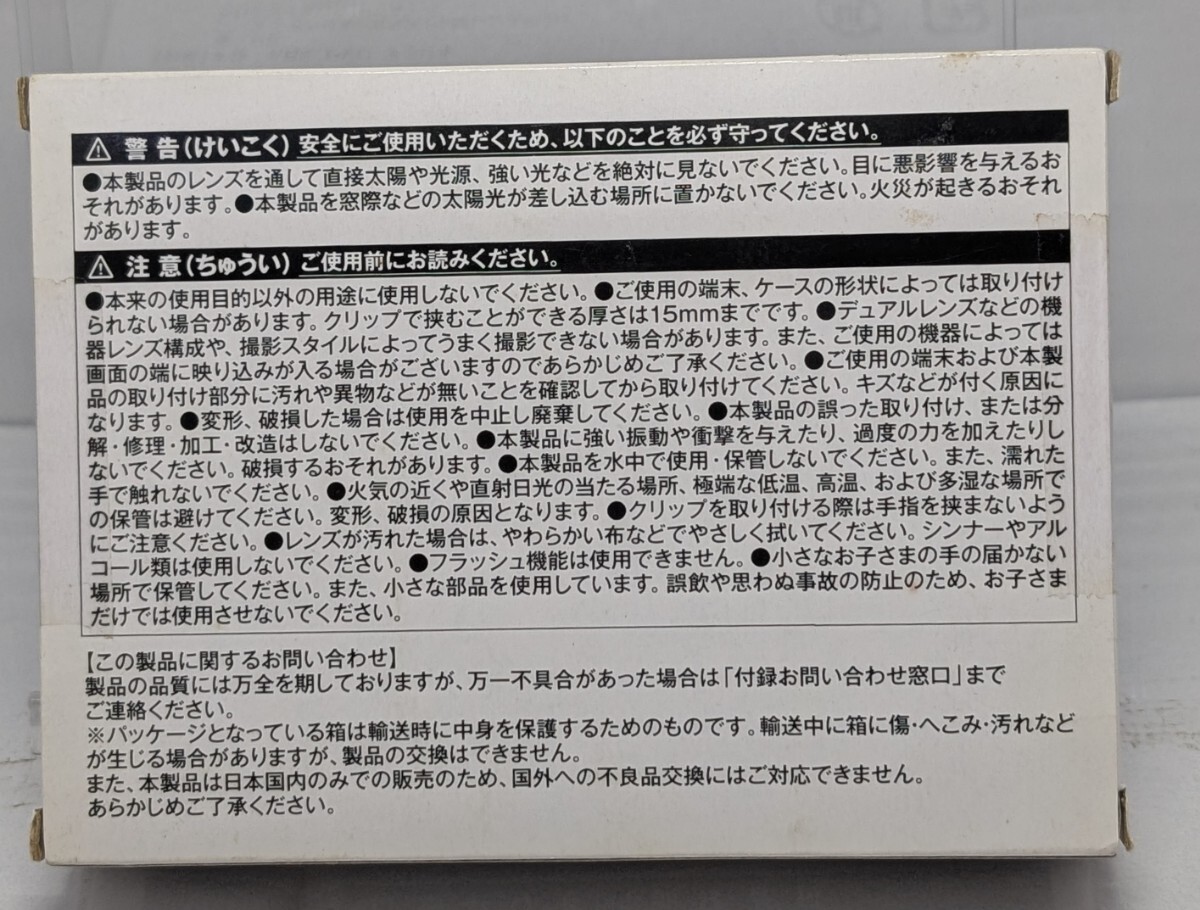 ⚠ 警告(けいこく) 安全にご使用いただくため、以下のことを必ず守ってください。
●本製品のレンズを通して直接太陽や光源、強い光などを絶対に見ないでください。目に悪影響を与えるお
それがあります。●本製品を窓際などの太陽光が差し込む場所に置かないでください。火災が起きるおそれ
があります。
⚠ 注意(ちゅうい) ご使用前にお読みください。
●本来の使用目的以外の用途に使用しないでください。●ご使用の端末、ケースの形状によっては取り付け
られない場合があります。クリップで挟むことができる厚さは15mmまでです。●デュアルレンズなどの機
器レンズ構成や、撮影スタイルによってうまく撮影できない場合があります。また、ご使用の機器によっては
画面の端に映り込みが入る場合がございますのであらかじめご了承ください。●ご使用の端末および本製
品の取り付け部分に汚れや異物などが無いことを確認してから取り付けてください。キズなどが付く原因に
なります。●変形、破損した場合は使用を中止し廃棄してください。●本製品の誤った取り付け、または分
解・修理・加工・改造はしないでください。●本製品に強い振動や衝撃を与えたり、過度の力を加えたりし
ないでください。破損するおそれがあります。●本製品を水中で使用・保管しないでください。また、濡れた
手で触れないでください。●火気の近くや直射日光の当たる場所、極端な低温、高温、および多湿な場所で
の保管は避けてください。変形、破損の原因となります。●クリップを取り付ける際は手指を挟まないよう
にご注意ください。●レンズが汚れた場合は、やわらかい布などでやさしく拭いてください。シンナーやアル
コール類は使用しないでください。●フラッシュ機能は使用できません。●小さなお子さまの手の届かない
場所で保管してください。また、小さな部品を使用しています。誤飲や思わぬ事故の防止のため、お子さま
だけでは使用させないでください。
【この製品に関するお問い合わせ】
製品の品質には万全を期しておりますが、万一不具合があった場合は「付録お問い合わせ窓口」まで
ご連絡ください。
※パッケージとなっている箱は輸送時に中身を保護するためのものです。輸送中に箱に傷・へこみ・汚れなど
が生じる場合がありますが、製品の交換はできません。
また、本製品は日本国内のみでの販売のため、国外への不良品交換にはご対応できません。
あらかじめご了承ください。